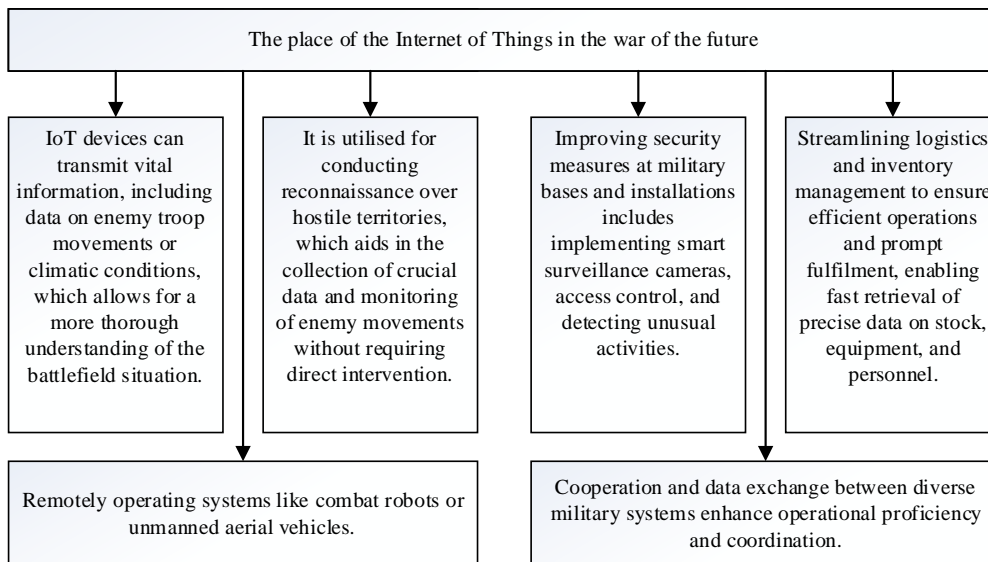 The place of the Internet of Things in the war of the future
IoT devices can
transmit vital
information, including
data on enemy troop
movements or
climatic conditions,
which allows for a
more thorough
understanding of the
battlefield situation.
It is utilised for
conducting
reconnaissance over
hostile territories,
which aids in the
collection of crucial
data and monitoring
of enemy movements
without requiring
direct intervention.
Improving security
measures at military
bases and installations
includes
implementing smart
surveillance cameras,
access control, and
detecting unusual
activities.
Streamlining logistics
and inventory
management to ensure
efficient operations
and prompt
fulfilment, enabling
fast retrieval of
precise data on stock,
equipment, and
personnel.
Remotely operating systems like combat robots or
unmanned aerial vehicles.
Cooperation and data exchange between diverse
military systems enhance operational proficiency
and coordination.